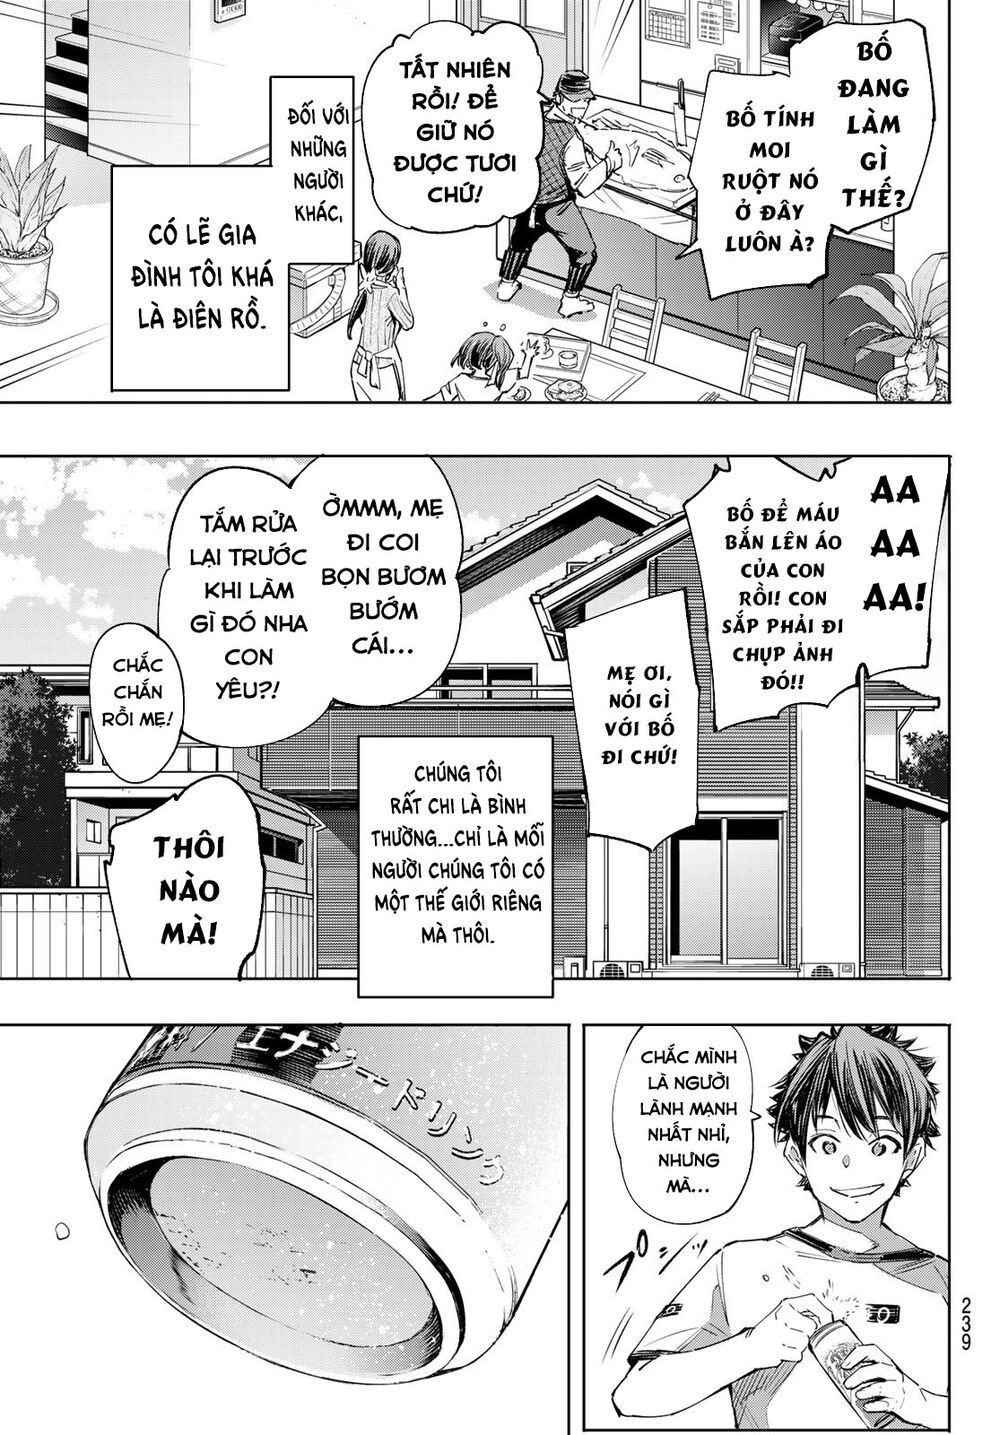 BỐ
ĐANG
LÀM
GÌ
THẾ?
BỐ TÍNH
MOI
RUỘT NÓ
Ở ĐÂY
LUÔN À?
TẤT NHIÊN
RỒI! ĐỂ
GIỮ NÓ
ĐƯỢC TƯƠI
CHỨ!
ĐỐI VỚI
NHỮNG
NGƯỜI
KHÁC,
CÓ LẼ GIA
ĐÌNH TÔI KHÁ
LÀ ĐIÊN RỒ.
AA
AA
AA!
BỐ ĐỂ MÁU
BẮN LÊN ÁO
CỦA CON
RỒI! CON
SẮP PHẢI ĐI
CHỤP ẢNH
ĐÓ!!
MẸ ƠI,
NÓI GÌ
VỚI BỐ
ĐI CHỨ!
ỜMMM, MẸ
ĐI COI
BỌN BƯƠM
BƯỚM
CÁI...
TẮM RỬA
LẠI TRƯỚC
KHI LÀM
GÌ ĐÓ NHA
CON
YÊU?!
CHẮC
CHẮN
RỒI MẸ!
THÔI
NÀO
MÀ!
CHÚNG TÔI
RẤT CHI LÀ BÌNH
THƯỜNG...CHỈ LÀ MỖI
NGƯỜI CHÚNG TÔI CÓ
MỘT THẾ GIỚI RIÊNG
MÀ THÔI.
CHẮC MÌNH
LÀ NGƯỜI
LÀNH MẠNH
NHẤT NHỈ,
NHƯNG
MÀ...
エナジードリンク
239